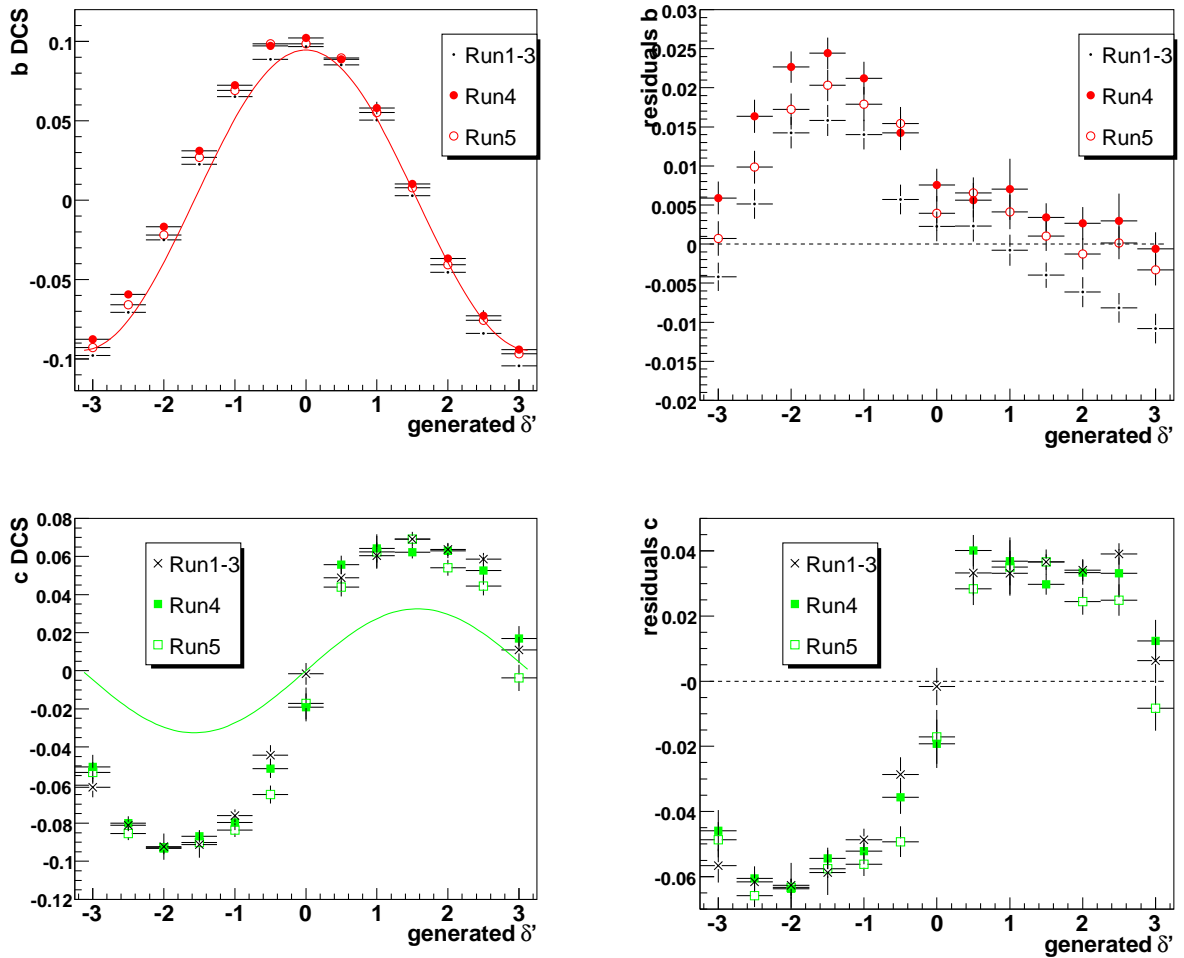 b DCS
0.1
0.05
0
-0.05
-0.1
-3 -2 -1 0 1 2 3
generated δ’
Run1-3
Run4
Run5
residuals b
0.03
0.025
0.02
0.015
0.01
0.005
0
-0.005
-0.01
-0.015
-0.02
-3 -2 -1 0 1 2 3
generated δ’
Run1-3
Run4
Run5
c DCS
0.08
0.06
0.04
0.02
0
-0.02
-0.04
-0.06
-0.08
-0.1
-0.12
-3 -2 -1 0 1 2 3
generated δ’
Run1-3
Run4
Run5
residuals c
0.04
0.02
-0
-0.02
-0.04
-0.06
-3 -2 -1 0 1 2 3
generated δ’
Run1-3
Run4
Run5